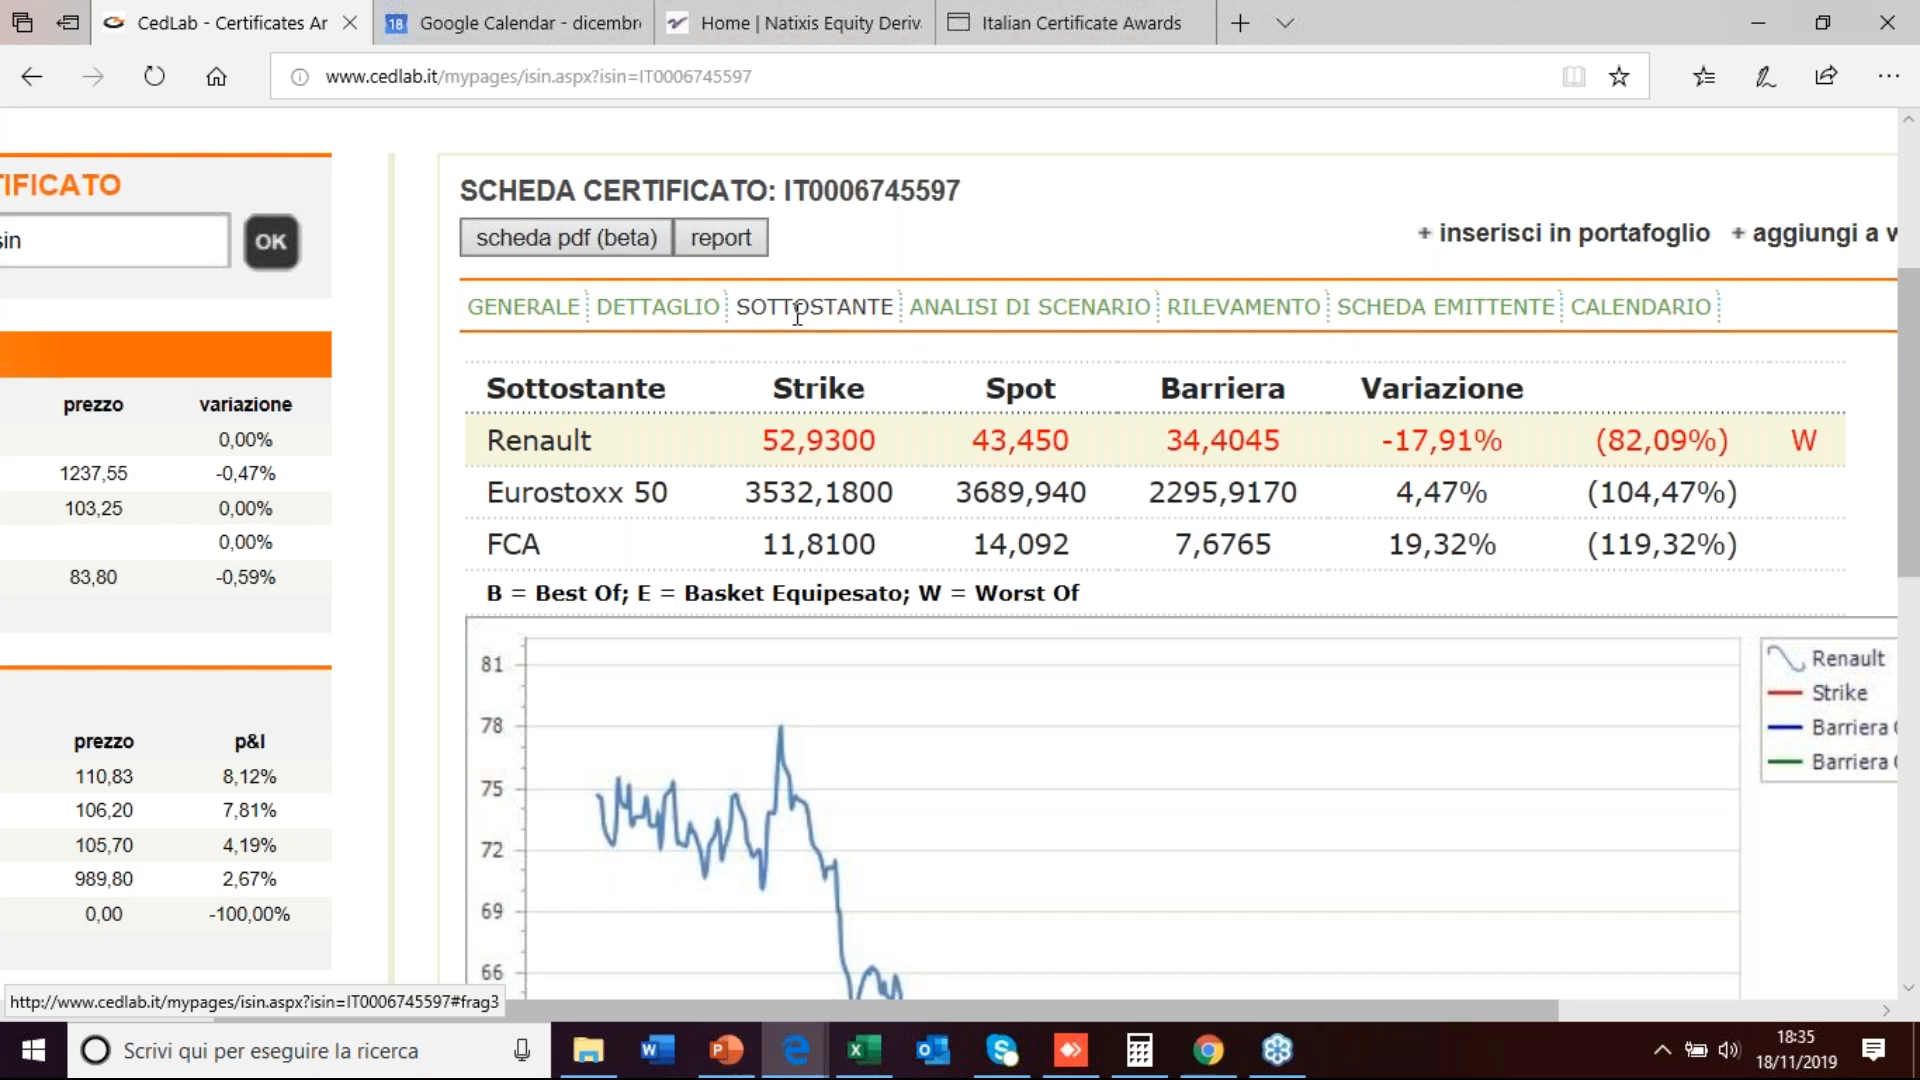 CedLab - Certificates Ar
18 Google Calendar - dicembr
Home | Natixis Equity Deriv
Italian Certificate Awards
www.cedlab.it/mypages/isin.aspx?isin=IT0006745597
TIFICATO
sin
OK
prezzo variazione
0,00%
1237,55 -0,47%
103,25 0,00%
0,00%
83,80 -0,59%
prezzo p&l
110,83 8,12%
106,20 7,81%
105,70 4,19%
989,80 2,67%
0,00 -100,00%
SCHEDA CERTIFICATO: IT0006745597
scheda pdf (beta) report
+ inserisci in portafoglio + aggiungi a w
GENERALE DETTAGLIO SOTTOSTANTE ANALISI DI SCENARIO RILEVAMENTO SCHEDA EMITTENTE CALENDARIO
Sottostante Strike Spot Barriera Variazione
Renault 52,9300 43,450 34,4045 -17,91% (82,09%) W
Eurostoxx 50 3532,1800 3689,940 2295,9170 4,47% (104,47%)
FCA 11,8100 14,092 7,6765 19,32% (119,32%)
B = Best Of; E = Basket Equipesato; W = Worst Of
81
78
75
72
69
66
Renault
Strike
Barriera
Barriera
http://www.cedlab.it/mypages/isin.aspx?isin=IT0006745597#frag3
Scrivi qui per eseguire la ricerca
18:35
18/11/2019